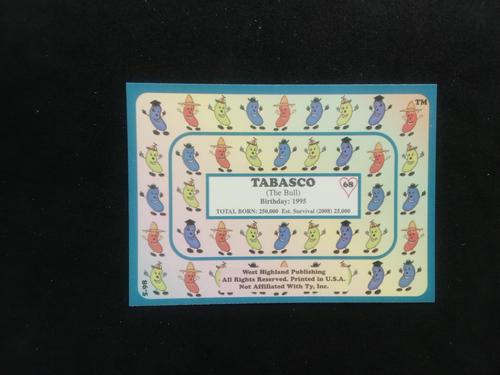 TM
TABASCO
68
(The Bull)
Birthday: 1995
TOTAL BORN: 250,000 Est. Survival (2008) 25,000
West Highland Publishing
All Rights Reserved. Printed in U.S.A.
Not Affiliated With Ty, Inc.